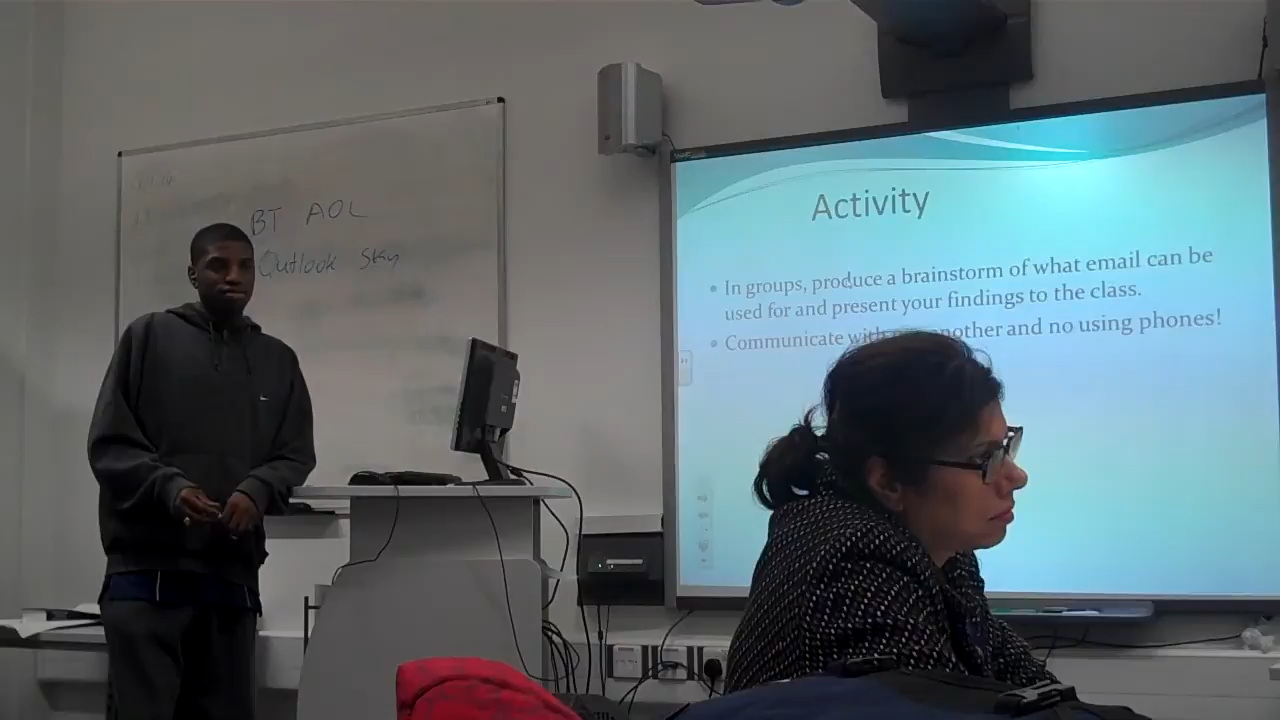 BT AOL
Outlook Sky
Activity
• In groups, produce a brainstorm of what email can be
used for and present your findings to the class.
• Communicate with another and no using phones!